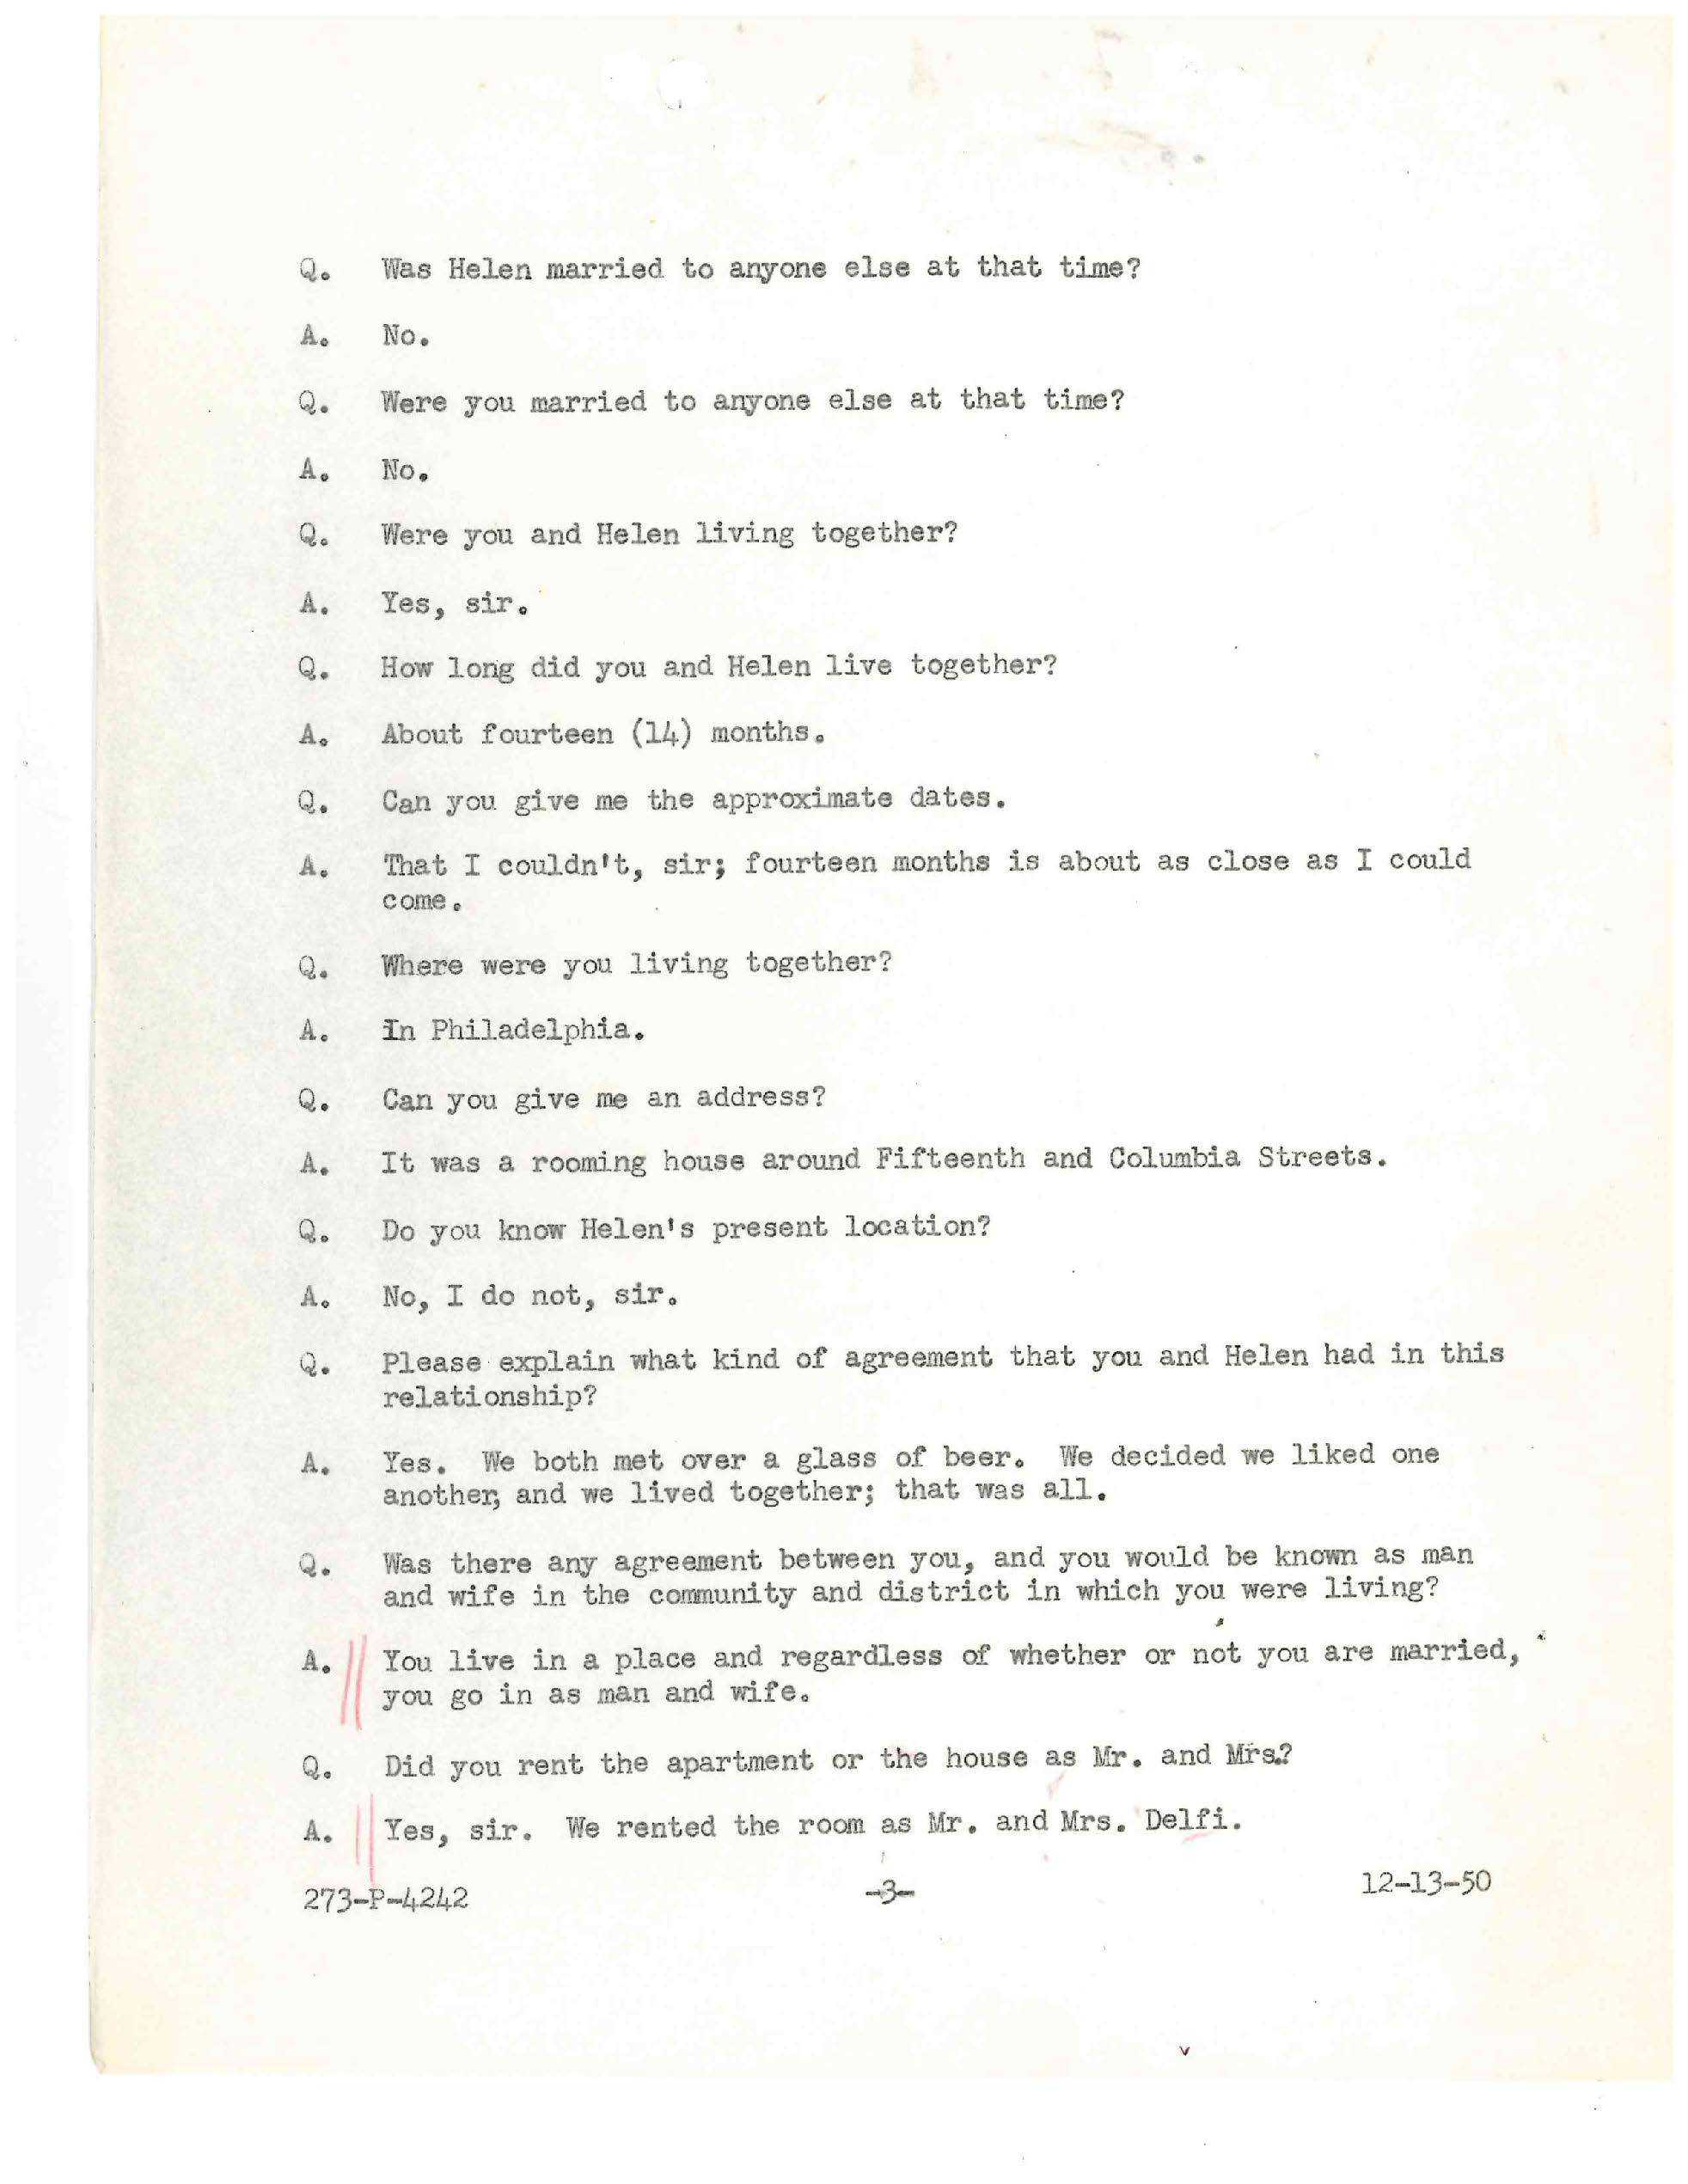 Q. Was Helen married to anyone else at that time?
A. No.
Q. Were you married to anyone else at that time?
A. No.
Q. Were you and Helen living together?
A. Yes, sir.
Q. How long did you and Helen live together?
A. About fourteen (14) months.
Q. Can you give me the approximate dates.
A. That I couldn't, sir; fourteen months is about as close as I could
come.
Q. Where were you living together?
A. In Philadelphia.
Q. Can you give me an address?
A. It was a rooming house around Fifteenth and Columbia Streets.
Q. Do you know Helen's present location?
A. No, I do not, sir.
Q. Please explain what kind of agreement that you and Helen had in this
relationship?
A. Yes. We both met over a glass of beer. We decided we liked one
another, and we lived together; that was all.
Q. Was there any agreement between you, and you would be known as man
and wife in the community and district in which you were living?
A. You live in a place and regardless of whether or not you are married,
you go in as man and wife.
Q. Did you rent the apartment or the house as Mr. and Mrs.?
A. Yes, sir. We rented the room as Mr. and Mrs. Delfi.
273-P-4242 -3- 12-13-50